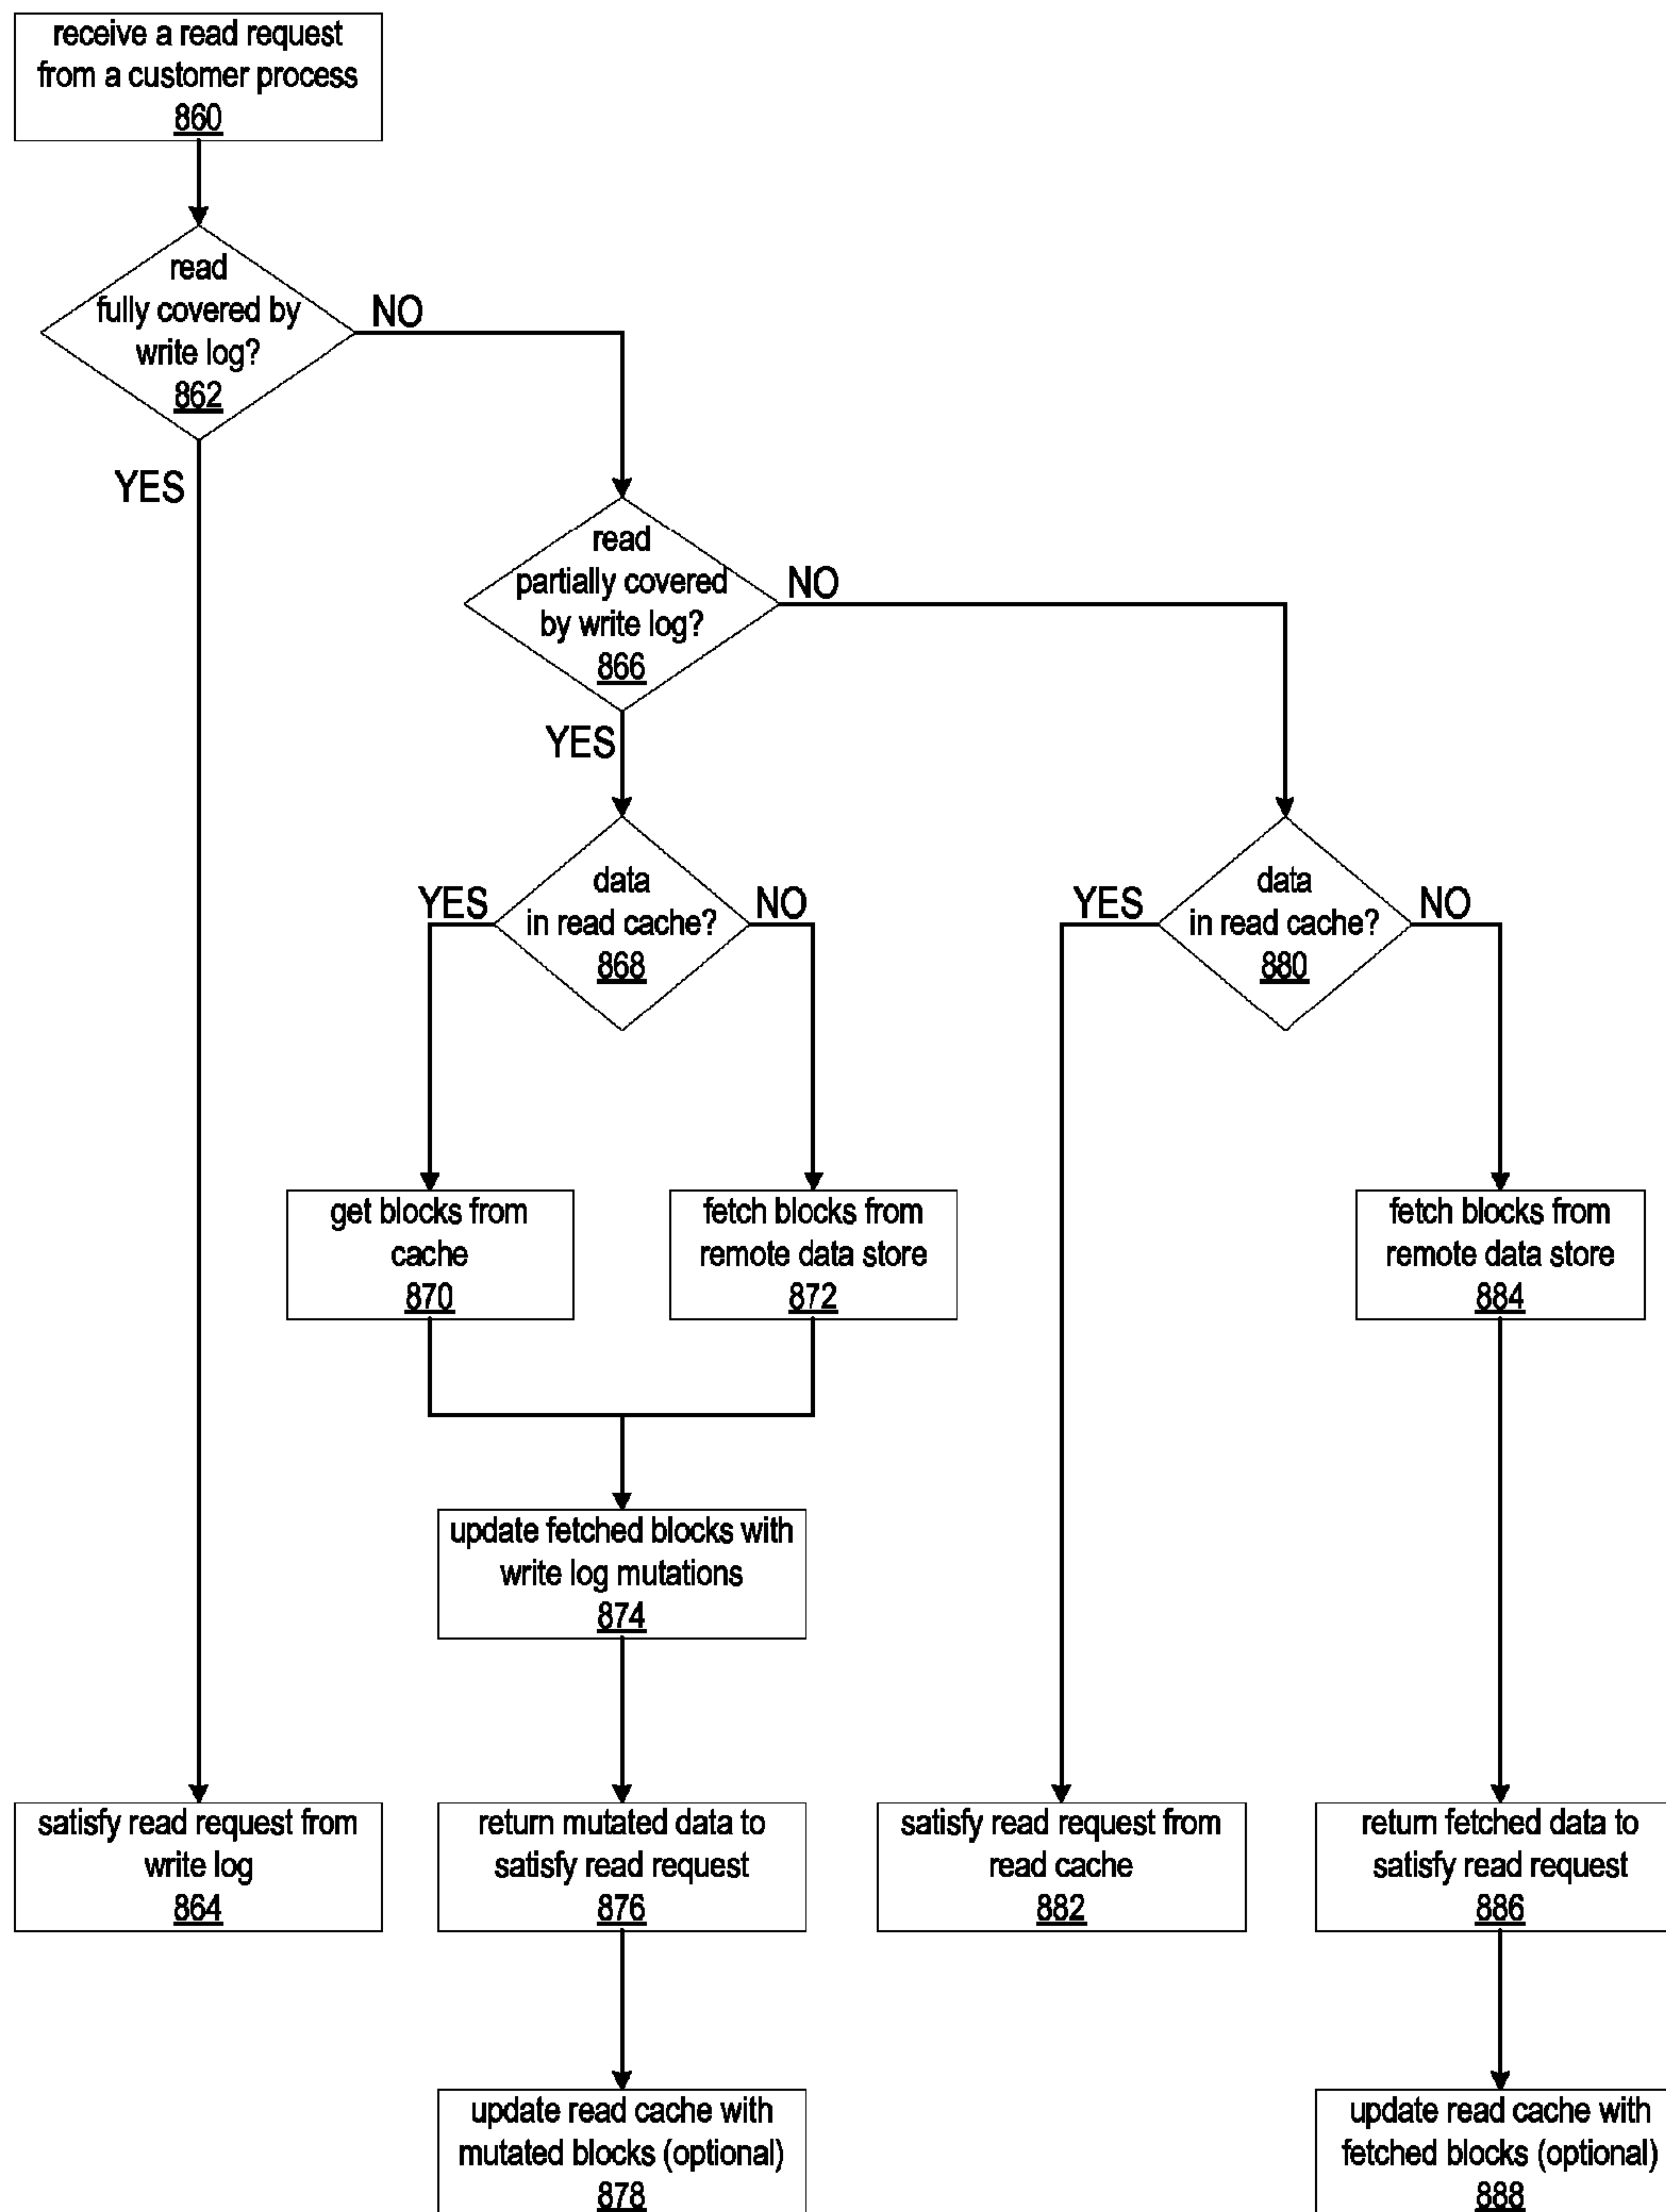 receive a read request
from a customer process
860
read
fully covered by
write log?
862
NO
YES
read
partially covered
by write log?
866
NO
YES
data
in read cache?
868
YES
NO
data
in read cache?
880
YES
NO
get blocks from
cache
870
fetch blocks from
remote data store
872
fetch blocks from
remote data store
884
update fetched blocks with
write log mutations
874
satisfy read request from
write log
864
return mutated data to
satisfy read request
876
satisfy read request from
read cache
882
return fetched data to
satisfy read request
886
update read cache with
mutated blocks (optional)
878
update read cache with
fetched blocks (optional)
888